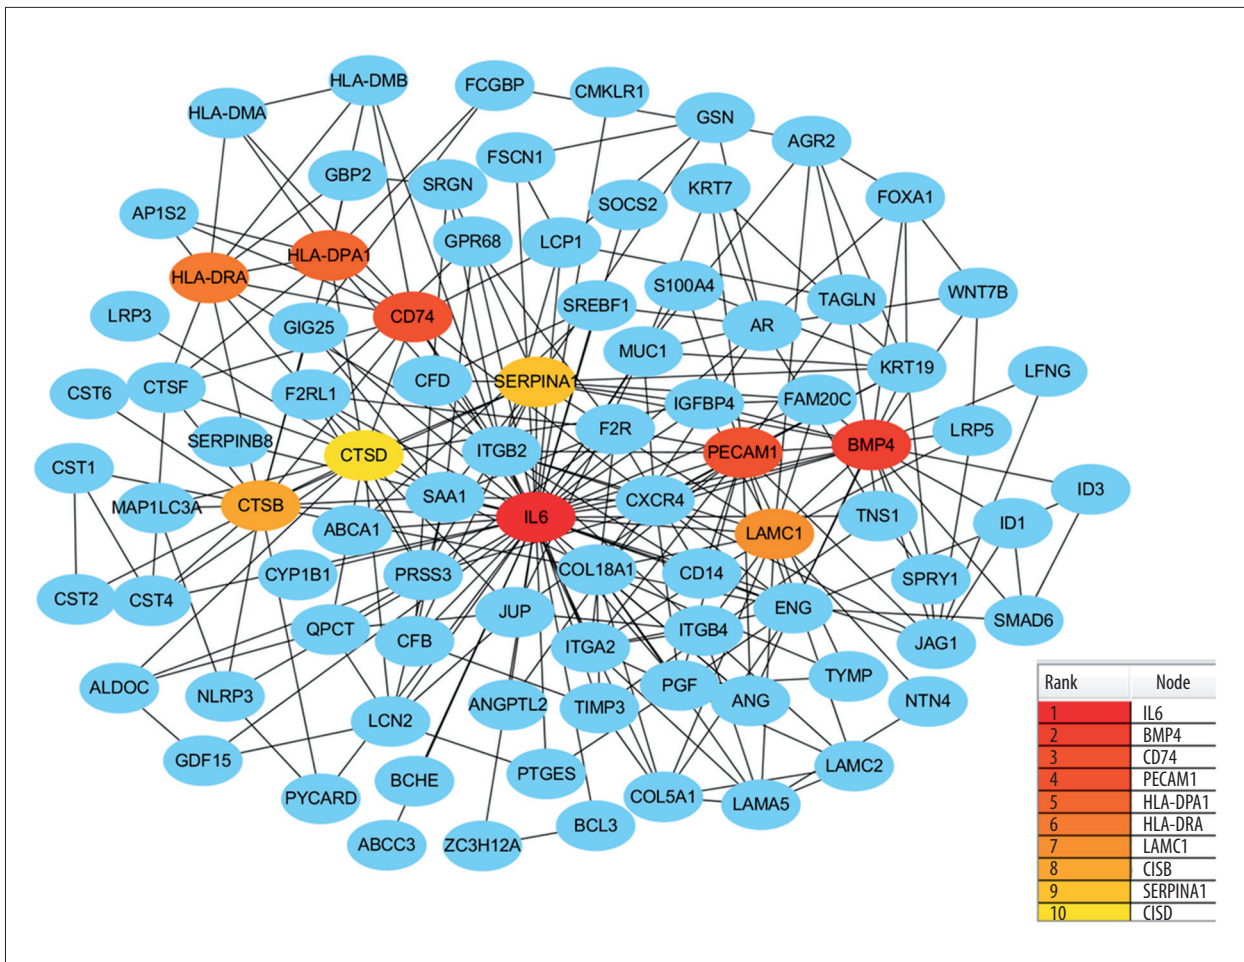 HLA-DMB
FCGBP
CMKLR1
HLA-DMA
GSN
AGR2
FSCN1
GBP2
SRGN
KRT7
FOXA1
SOCS2
AP1S2
GPR68
LCP1
HLA-DPA1
HLA-DRA
S100A4
WNT7B
TAGLN
SREBF1
LRP3
CD74
GIG25
AR
MUC1
KRT19
LFNG
CFD
SERPINA1
CTSF
CST6
F2RL1
IGFBP4
FAM20C
F2R
LRP5
SERPINB8
BMP4
ITGB2
PECAM1
CTSD
CST1
ID3
SAA1
CXCR4
MAP1LC3A
CTSB
TNS1
IL6
ID1
ABCA1
LAMC1
COL18A1
CYP1B1
PRSS3
CD14
SPRY1
CST2
CST4
ENG
JUP
SMAD6
QPCT
ITGB4
CFB
JAG1
ITGA2
TYMP
PGF
ALDOC
NLRP3
ANG
NTN4
ANGPTL2
TIMP3
LCN2
GDF15
LAMC2
PTGES
BCHE
PYCARD
COL5A1
LAMA5
BCL3
ABCC3
ZC3H12A
Rank Node
1 IL6
2 BMP4
3 CD74
4 PECAM1
5 HLA-DPA1
6 HLA-DRA
7 LAMC1
8 CISB
9 SERPINA1
10 CISD